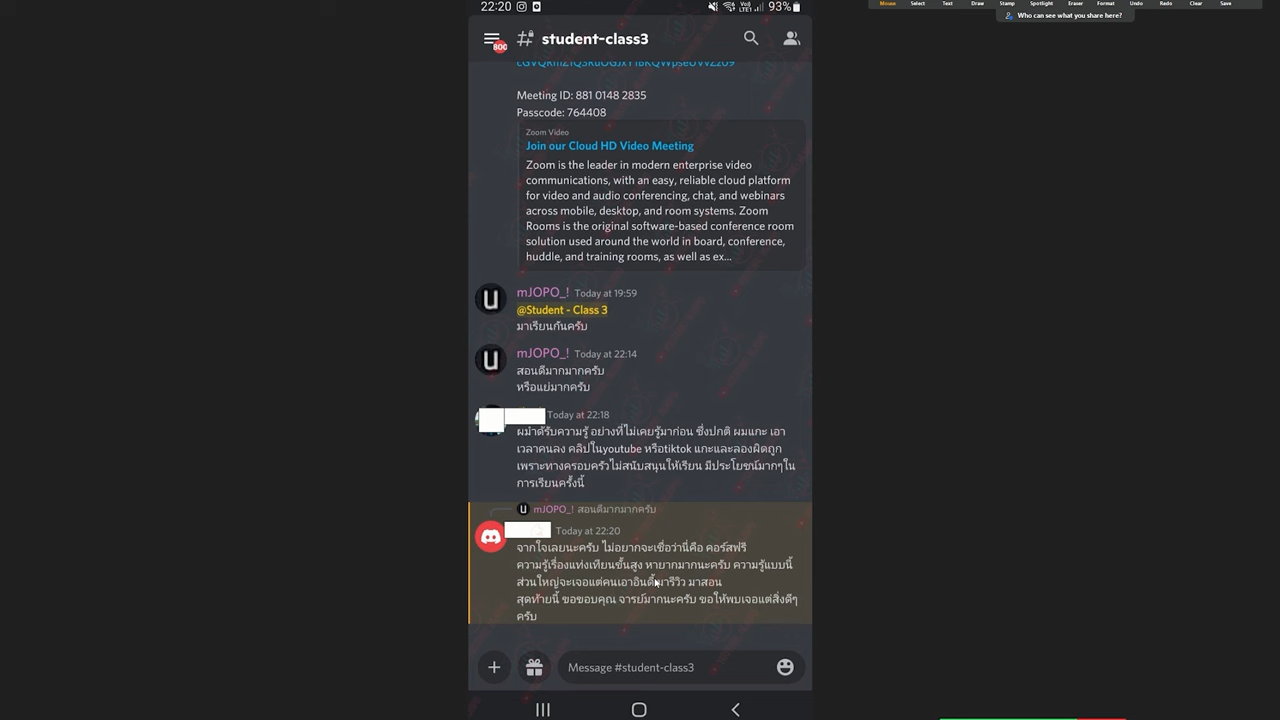 Mouse Select Text Draw Stamp Spotlight Eraser Format Undo Redo Clear Save
Who can see what you share here?
22:20 93%
800
student-class3
Meeting ID: 881 0148 2835
Passcode: 764408
Zoom Video
Join our Cloud HD Video Meeting
Zoom is the leader in modern enterprise video
communications, with an easy, reliable cloud platform
for video and audio conferencing, chat, and webinars
across mobile, desktop, and room systems. Zoom
Rooms is the original software-based conference room
solution used around the world in board, conference,
huddle, and training rooms, as well as ex...
mJOPO_! Today at 19:59
@Student - Class 3
มาเรียนกันครับ
mJOPO_! Today at 22:14
สอนดีมากมากครับ
หรือแย่มากครับ
Today at 22:18
ความรู้ อย่างที่ไม่เคยรู้มาก่อน ซึ่งปกติ ผมแกะ เอา
เวลาคนลง คลิปในyoutube หรือtiktok แกะและลองผิดถูก
เพราะทางครอบครัวไม่สนับสนุนให้เรียน มีประโยชน์มากๆใน
การเรียนครั้งนี้
mJOPO_! สอนดีมากมากครับ
Today at 22:20
จากใจเลยนะครับ ไม่อยากจะเชื่อว่านี่คือ คอร์สฟรี
ความรู้เรื่องแท่งเทียนขั้นสูง หายากมากนะครับ ความรู้แบบนี้
ส่วนใหญ่จะเจอแต่คนเอาอินดี้มารีวิว มาสอน
สุดท้ายนี้ ขอขอบคุณ จารย์มากนะครับ ขอให้พบเจอแต่สิ่งดีๆ
ครับ
Message #student-class3